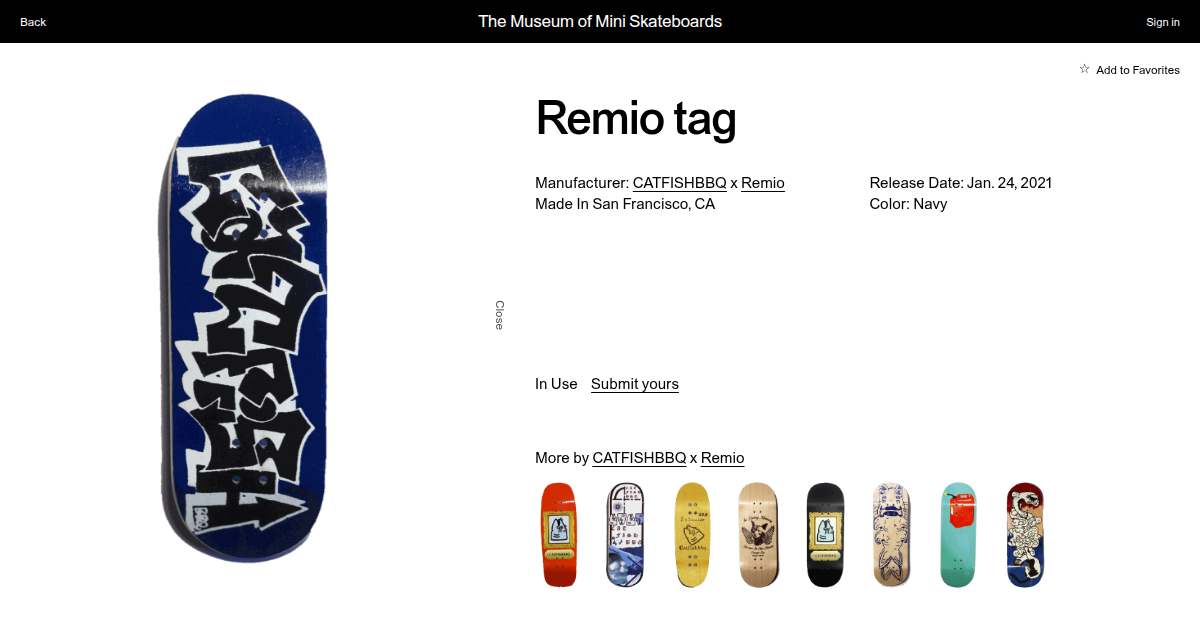 Back
The Museum of Mini Skateboards
Sign in
☆ Add to Favorites
Remio tag
Manufacturer: CATFISHBBQ x Remio
Made In San Francisco, CA
Release Date: Jan. 24, 2021
Color: Navy
Close
In Use Submit yours
More by CATFISHBBQ x Remio